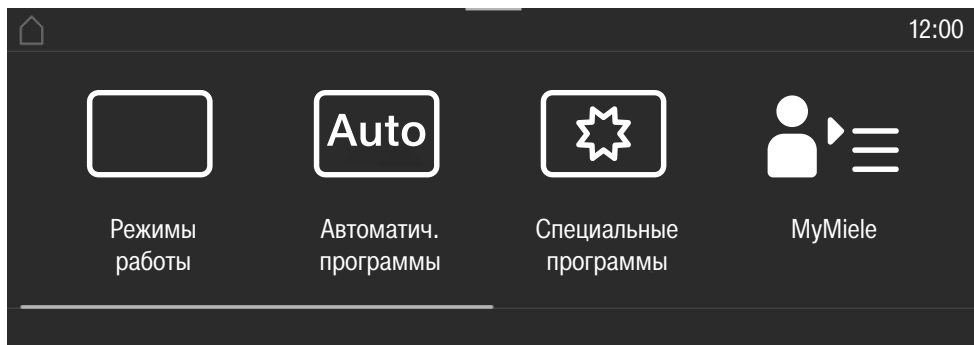 12:00
Auto
Режимы
работы
Автоматич.
программы
Специальные
программы
MyMiele